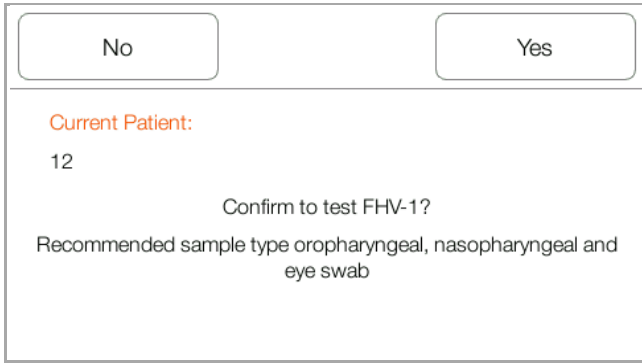 No
Yes
Current Patient:
12
Confirm to test FHV-1?
Recommended sample type oropharyngeal, nasopharyngeal and
eye swab